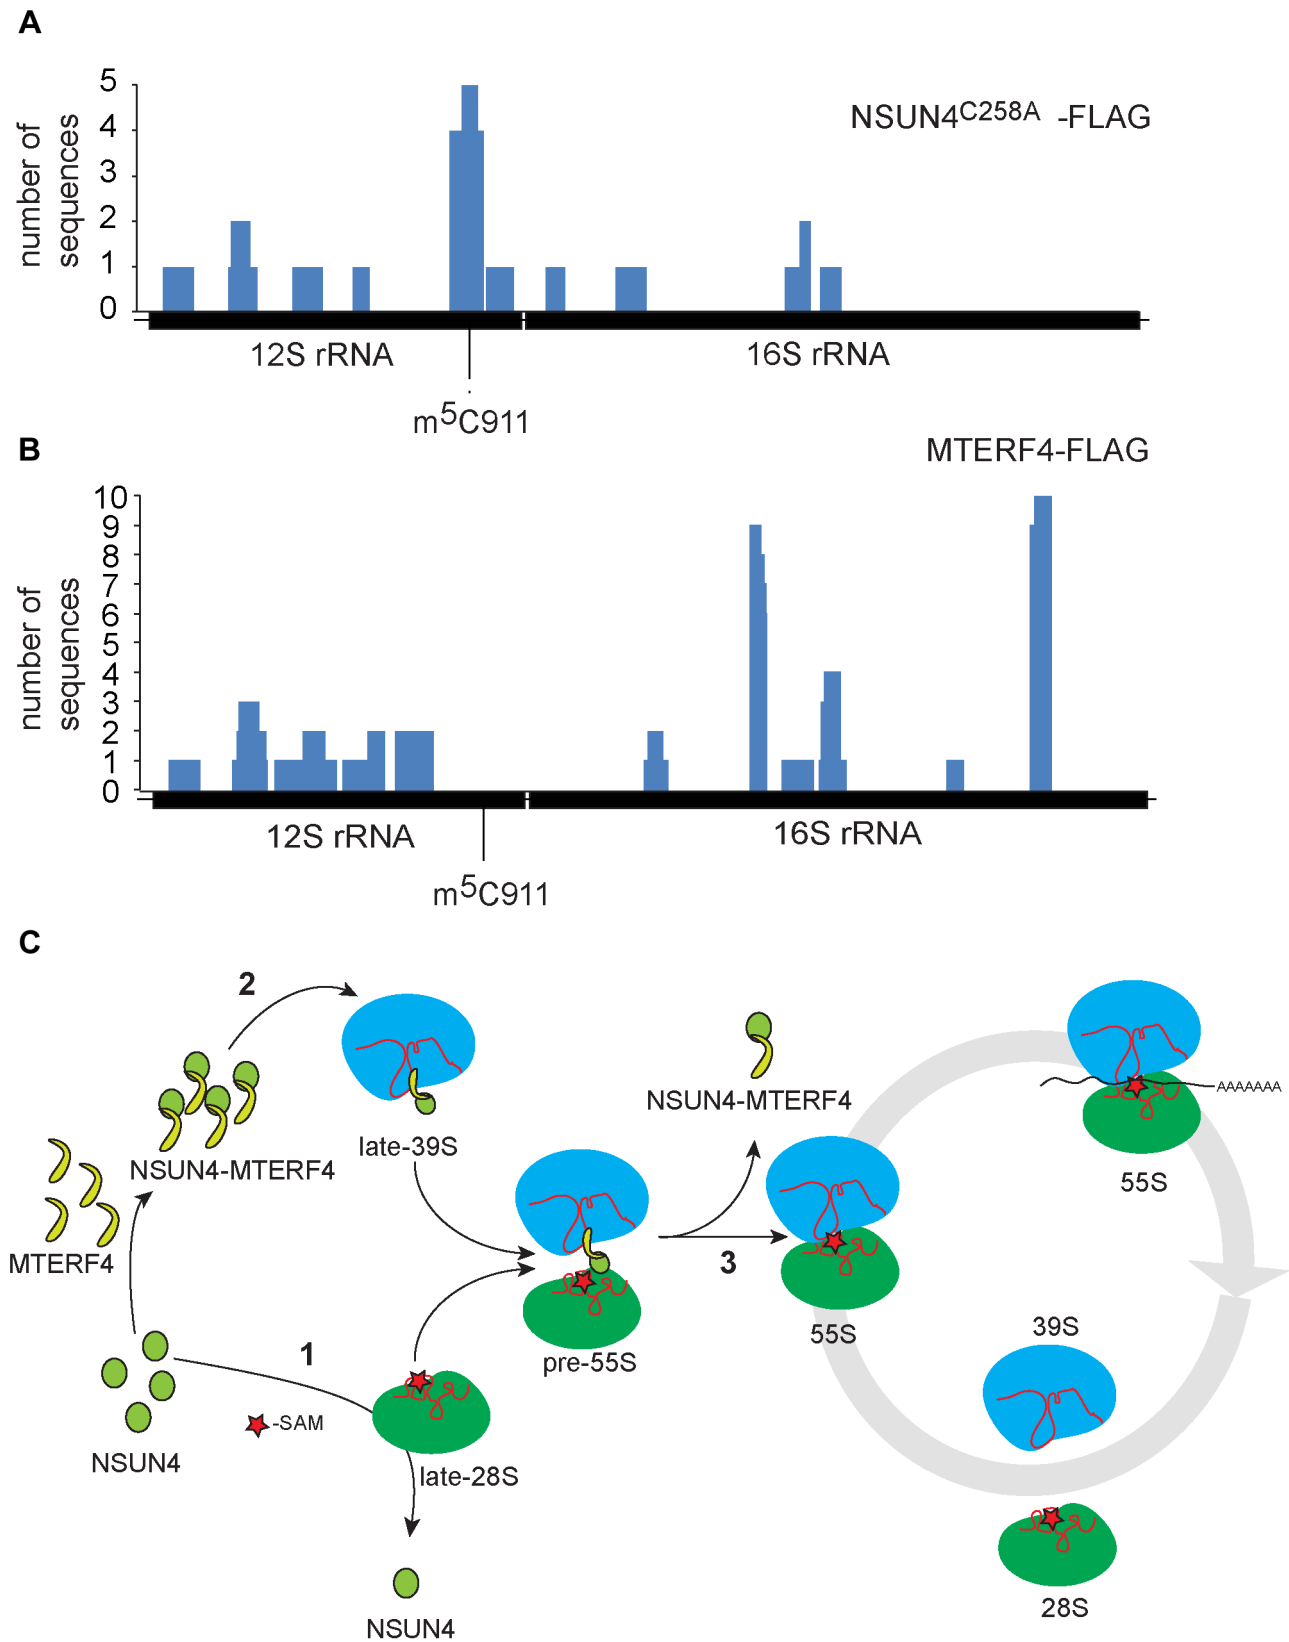 A
5
4
3
2
1
0
number of
sequences
NSUN4C258A -FLAG
12S rRNA
16S rRNA
m5C911
B
MTERF4-FLAG
10
9
8
7
6
5
4
3
2
1
0
number of
sequences
12S rRNA
16S rRNA
m5C911
C
2
NSUN4-MTERF4
MTERF4
late-39S
NSUN4-MTERF4
AAAAAAA
55S
3
55S
pre-55S
1
-SAM
NSUN4
late-28S
NSUN4
39S
28S